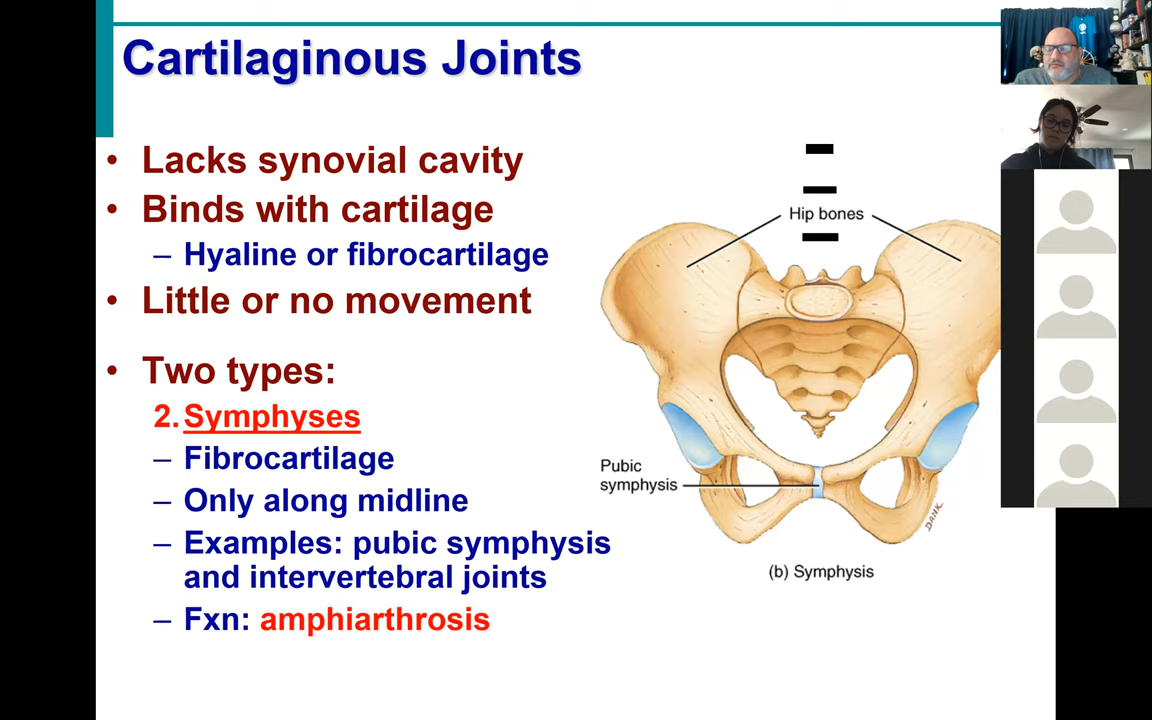 Cartilaginous Joints
• Lacks synovial cavity
• Binds with cartilage
– Hyaline or fibrocartilage
• Little or no movement
• Two types:
2. Symphyses
– Fibrocartilage
– Only along midline
– Examples: pubic symphysis
and intervertebral joints
– Fxn: amphiarthrosis
Hip bones
Pubic
symphysis
DANK
(b) Symphysis